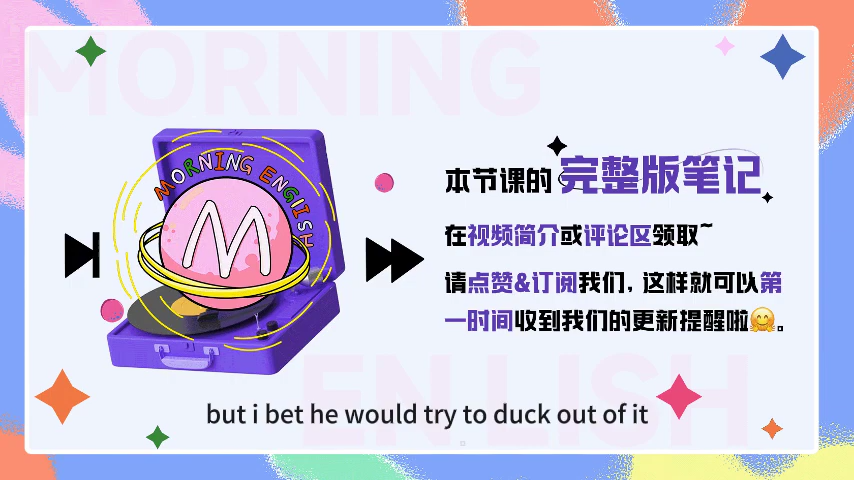 MORNING
MORNING ENGLISH
M
本节课的 完整版笔记
在视频简介或评论区领取~
请点赞&订阅我们, 这样就可以第
一时间收到我们的更新提醒啦🤗。
EN LISH
but i bet he would try to duck out of it